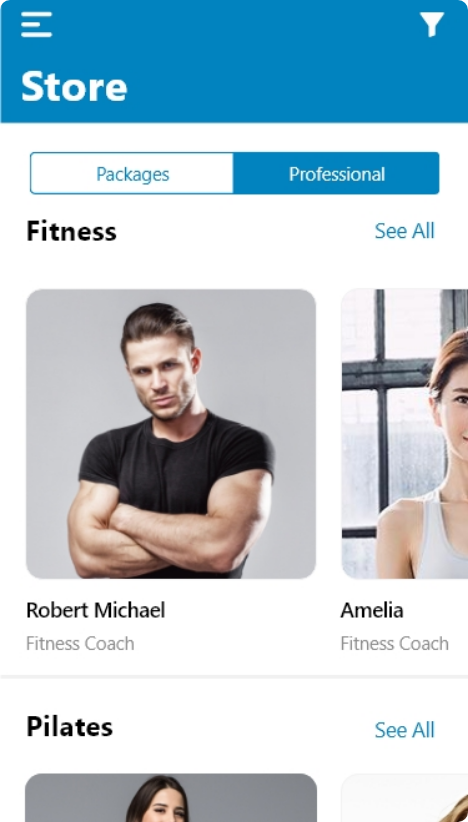 Store
Packages Professional
Fitness See All
Robert Michael Amelia
Fitness Coach Fitness Coach
Pilates See All